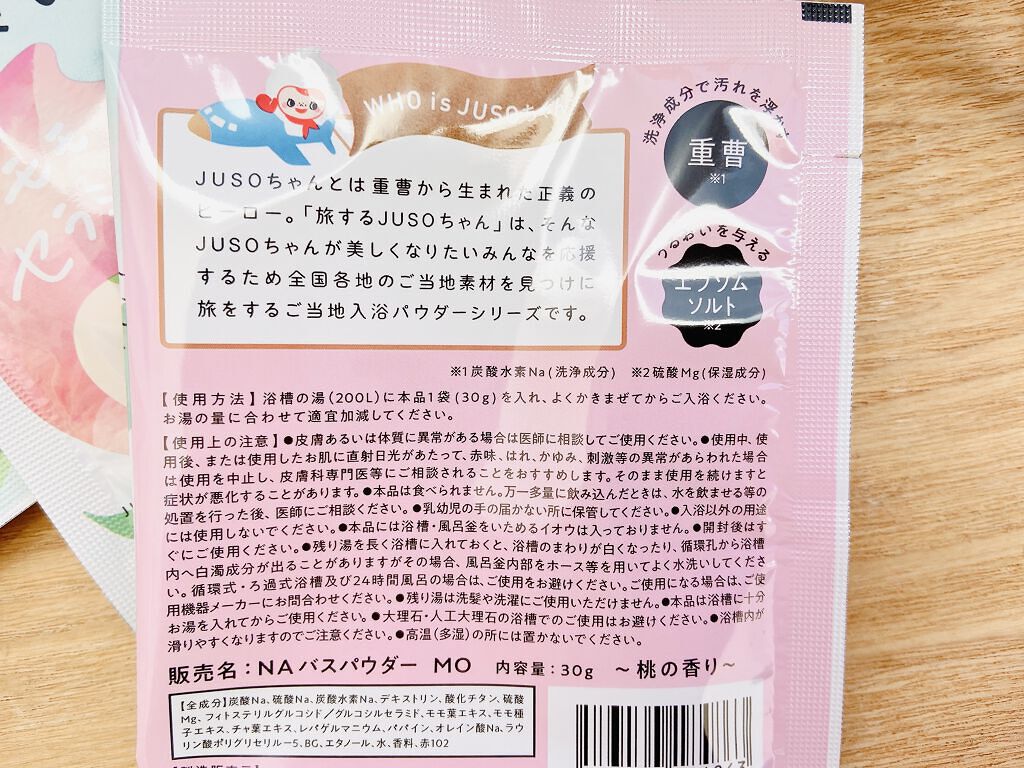 WHO is JUSOちゃん
洗浄成分で汚れを
重曹
※1
うるおいを与える
エプソム
ソルト
※2
JUSOちゃんとは重曹から生まれた正義の
ヒーロー。「旅するJUSOちゃん」は、そんな
JUSOちゃんが美しくなりたいみんなを応援
するため全国各地のご当地素材を見つけに
旅をするご当地入浴パウダーシリーズです。
※1炭酸水素Na(洗浄成分) ※2硫酸Mg(保湿成分)
【使用方法】浴槽の湯(200L)に本品1袋(30g)を入れ、よくかきまぜてからご入浴ください。
お湯の量に合わせて適宜加減してください。
【使用上の注意】●皮膚あるいは体質に異常がある場合は医師に相談してご使用ください。●使用中、使
用後、または使用したお肌に直射日光があたって、赤味、はれ、かゆみ、刺激等の異常があらわれた場合
は使用を中止し、皮膚科専門医等にご相談されることをおすすめします。そのまま使用を続けますと
症状が悪化することがあります。●本品は食べられません。万一多量に飲み込んだときは、水を飲ませる等の
処置を行った後、医師にご相談ください。●乳幼児の手の届かない所に保管してください。●入浴以外の用途
には使用しないでください。●本品には浴槽・風呂釜をいためるイオウは入っておりません。●開封後はす
ぐにご使用ください。●残り湯を長く浴槽に入れておくと、浴槽のまわりが白くなったり、循環孔から浴槽
内へ白濁成分が出ることがありますがその場合、風呂釜内部をホース等を用いてよく水洗いしてくださ
い。循環式・ろ過式浴槽及び24時間風呂の場合は、ご使用をお避けください。ご使用になる場合は、ご使
用機器メーカーにお問合わせください。●残り湯は洗髪や洗濯にご使用いただけません。●本品は浴槽に十分
お湯を入れてからご使用ください。●大理石・人工大理石の浴槽でのご使用はお避けください。●浴槽内が
滑りやすくなりますのでご注意ください。●高温(多湿)の所には置かないでください。
販売名:NAバスパウダー MO 内容量:30g ~桃の香り~
【全成分】炭酸Na、硫酸Na、炭酸水素Na、デキストリン、酸化チタン、硫酸
Mg、フィトステリルグルコシド/グルコシルセラミド、モモ葉エキス、モモ種
子エキス、チャ葉エキス、レパゲルマニウム、パパイン、オレイン酸Na、ラウ
リン酸ポリグリセリル-5、BG、エタノール、水、香料、赤102